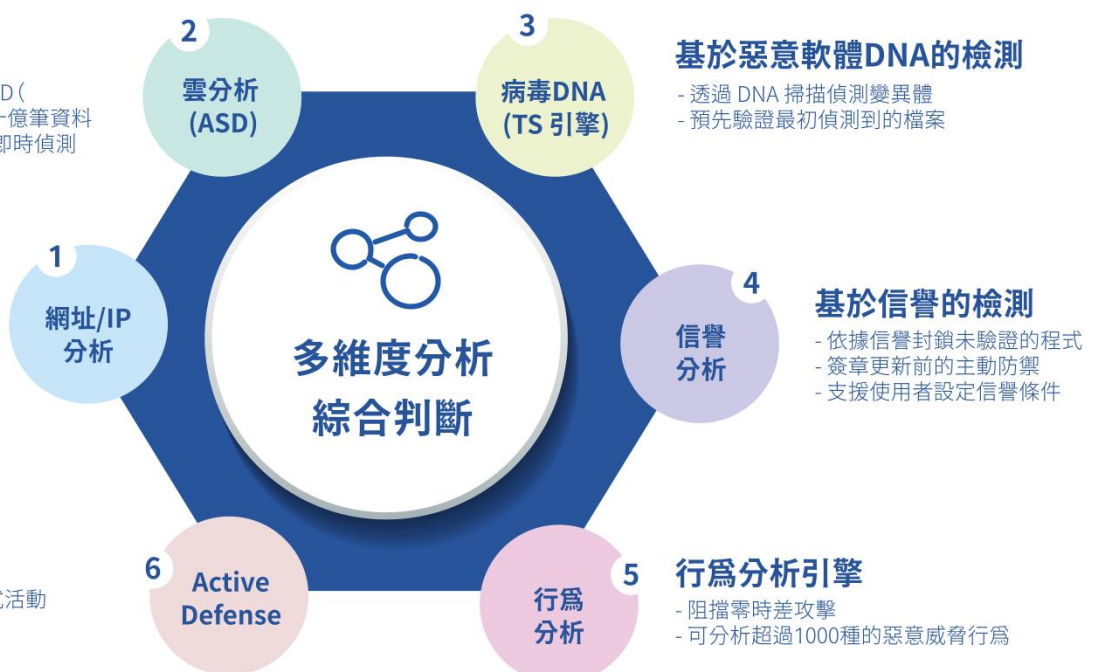 2
雲分析
(ASD)
D(
億筆資料
即時偵測
3
病毒DNA
(TS 引擎)
基於惡意軟體DNA的檢測
- 透過 DNA 掃描偵測變異體
- 預先驗證最初偵測到的檔案
1
網址/IP
分析
多維度分析
綜合判斷
4
信譽
分析
基於信譽的檢測
- 依據信譽封鎖未驗證的程式
- 簽章更新前的主動防禦
- 支援使用者設定信譽條件
6
Active
Defense
活動
5
行為
分析
行為分析引擎
- 阻擋零時差攻擊
- 可分析超過1000種的惡意威脅行為